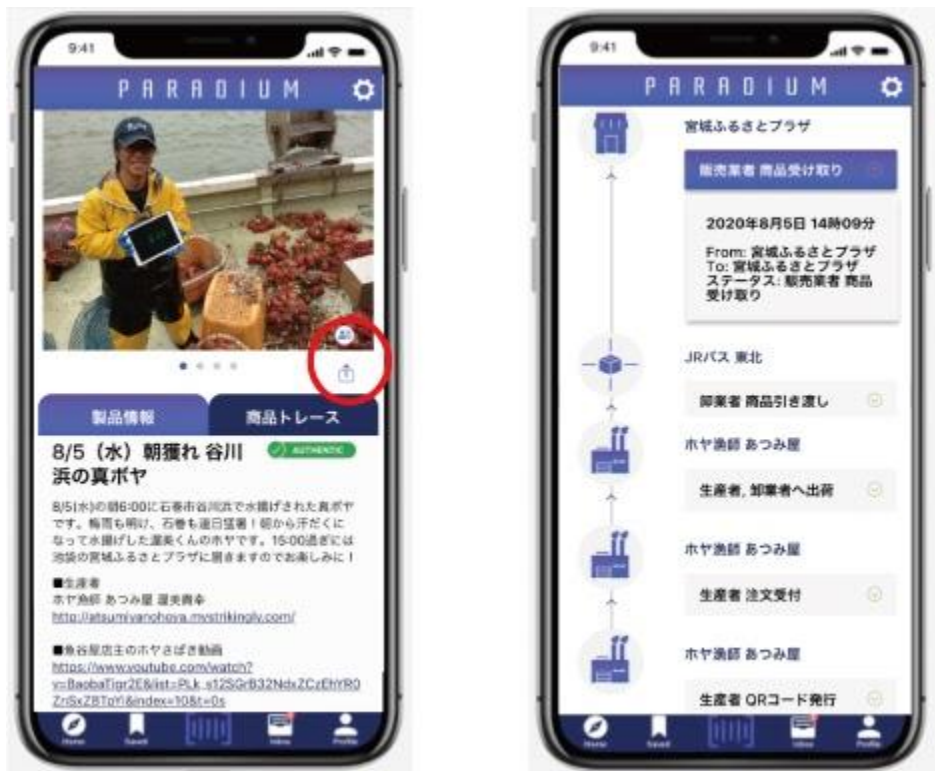 9:41
PARADIUM
製品情報
商品トレース
8/5（水）朝獲れ 谷川
浜の真ボヤ
AUTHENTIC
8/5(水)の朝6:00に石巻市谷川浜で水揚げされた真ボヤ
です。梅雨も明け、石巻も連日猛暑！朝から汗だくに
なって水揚げした渥美くんのホヤです。15:00過ぎには
池袋の宮城ふるさとプラザに届きますのでお楽しみに！
■生産者
ホヤ漁師 あつみ屋 渥美貴幸
http://atsumiyanohoya.mystrikingly.com/
■魚谷屋店主のホヤさばき動画
https://www.youtube.com/watch?
Home
Saved
Inbox
Profile
9:41
PARADIUM
宮城ふるさとプラザ
販売業者 商品受け取り
2020年8月5日 14時09分
From: 宮城ふるさとプラザ
To: 宮城ふるさとプラザ
ステータス: 販売業者 商品
受け取り
JRバス 東北
卸業者 商品引き渡し
ホヤ漁師 あつみ屋
生産者, 卸業者へ出荷
ホヤ漁師 あつみ屋
生産者 注文受付
ホヤ漁師 あつみ屋
生産者 QRコード発行
Home
Saved
Inbox
Profile